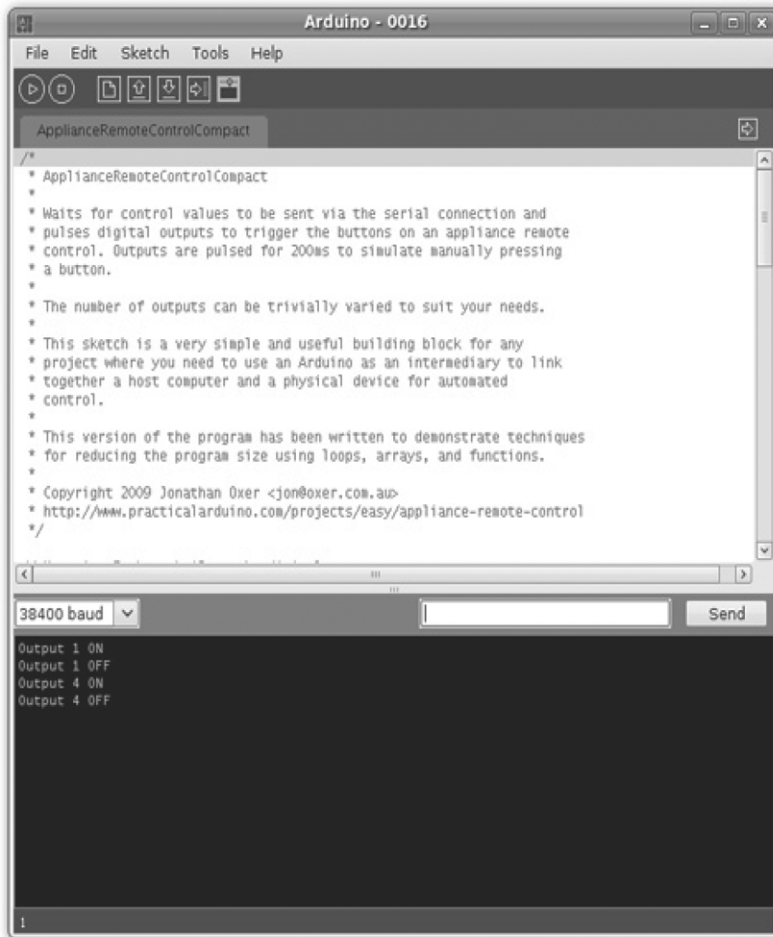 Arduino - 0016
File Edit Sketch Tools Help
ApplianceRemoteControlCompact
/*
* ApplianceRemoteControlCompact
*
* Waits for control values to be sent via the serial connection and
* pulses digital outputs to trigger the buttons on an appliance remote
* control. Outputs are pulsed for 200ms to simulate manually pressing
* a button.
*
* The number of outputs can be trivially varied to suit your needs.
*
* This sketch is a very simple and useful building block for any
* project where you need to use an Arduino as an intermediary to link
* together a host computer and a physical device for automated
* control.
*
* This version of the program has been written to demonstrate techniques
* for reducing the program size using loops, arrays, and functions.
*
* Copyright 2009 Jonathan Oxer <jon@oxer.com.au>
* http://www.practicalarduino.com/projects/easy/appliance-remote-control
*/
38400 baud Send
Output 1 ON
Output 1 OFF
Output 4 ON
Output 4 OFF
1